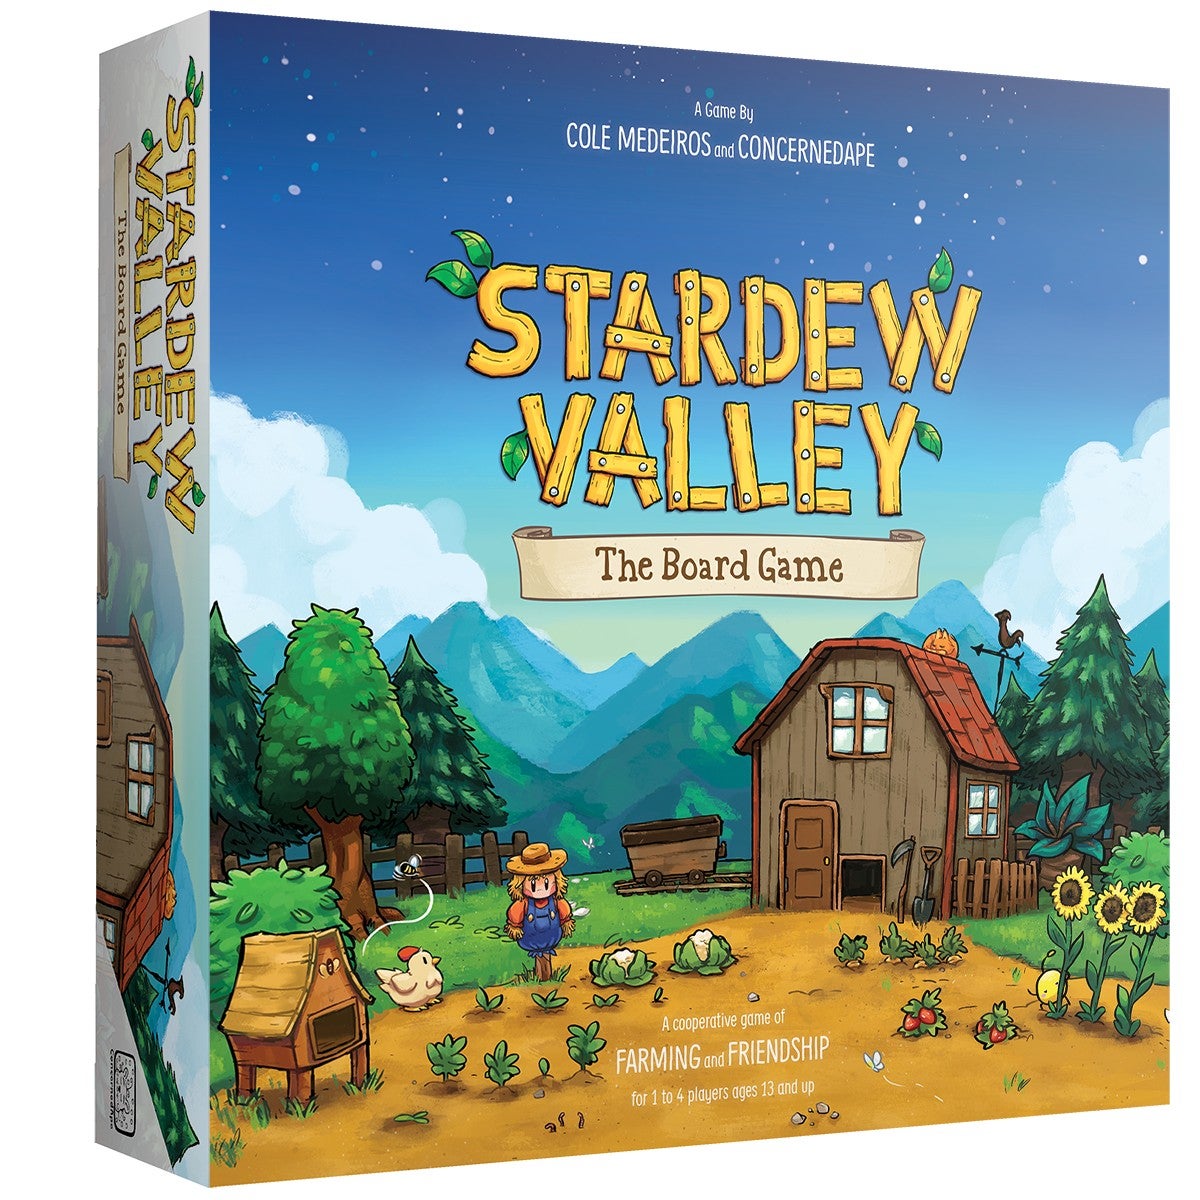 A Game By
COLE MEDEIROS and CONCERNEDAPE
STARDEW
VALLEY
The Board Game
A cooperative game of
FARMING and FRIENDSHIP
for 1 to 4 players ages 13 and up
STARDEW
VALLEY
The Board Game
ConcernedApe